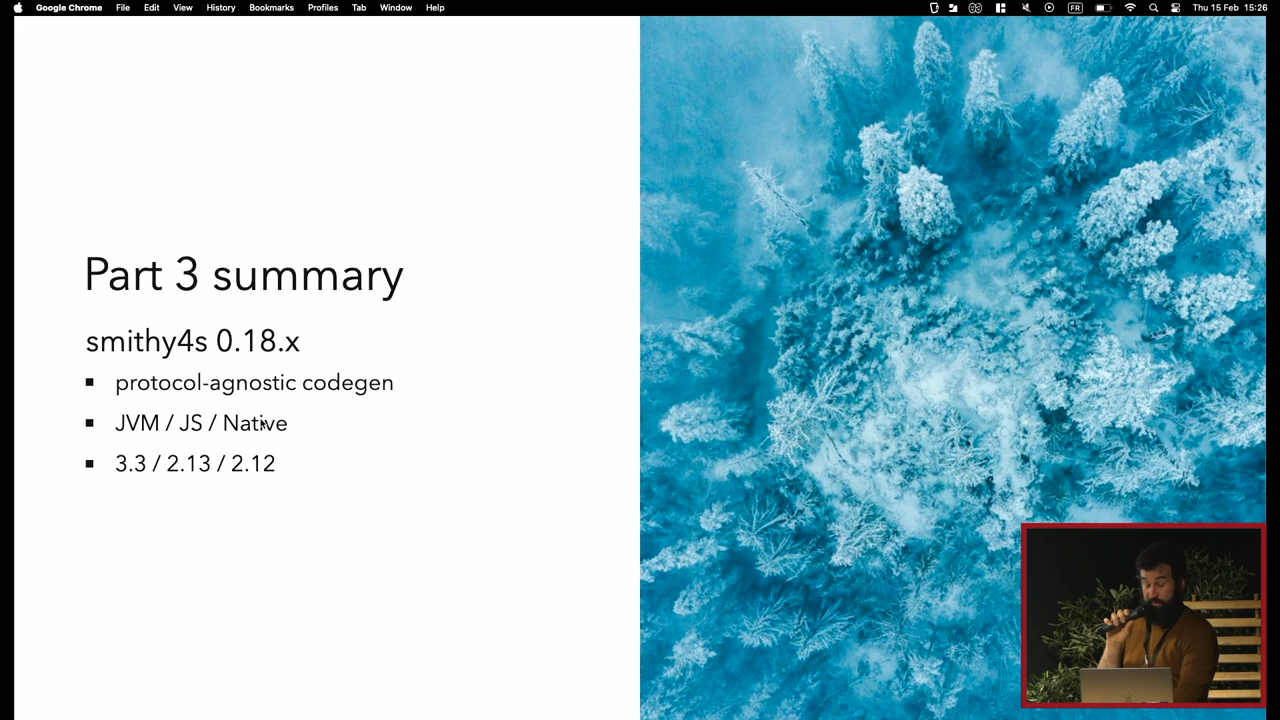 Google Chrome File Edit View History Bookmarks Profiles Tab Window Help FR Thu 15 Feb 15:26
Part 3 summary
smithy4s 0.18.x
protocol-agnostic codegen
JVM / JS / Native
3.3 / 2.13 / 2.12